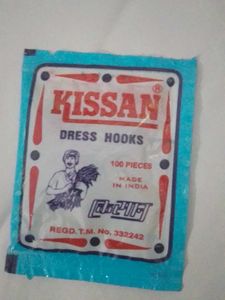 KISSAN ®
DRESS HOOKS
100 PIECES
MADE
IN INDIA
किसान
REGD. T.M. No. 332242